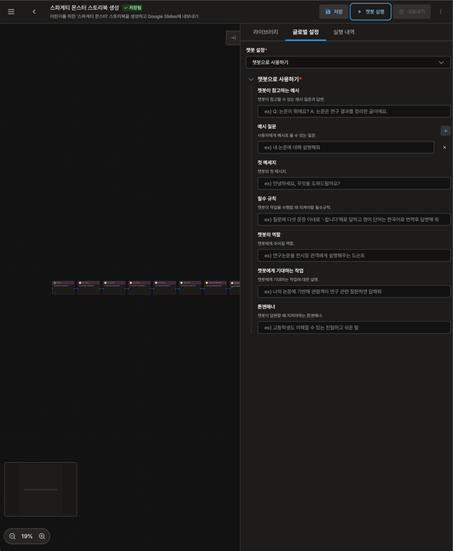 스파게티 몬스터 스토리북 생성 ✓ 저장됨
어린이를 위한 '스파게티 몬스터' 스토리북을 생성하고 Google Slides에 내보내기
저장
챗봇 실행
내보내기
라이브러리
글로벌 설정
실행 내역
챗봇 설정*
챗봇으로 사용하기
챗봇으로 사용하기*
챗봇이 참고하는 예시
챗봇이 참고할 수 있는 예시 질문과 답변.
ex) Q: 논문이 뭐예요? A: 논문은 연구 결과를 정리한 글이에요.
예시 질문
사용자에게 예시로 줄 수 있는 질문.
ex) 내 논문에 대해 설명해줘
첫 메세지
챗봇의 첫 메시지.
ex) 안녕하세요, 무엇을 도와드릴까요?
필수 규칙
챗봇이 작업을 수행할 때 지켜야할 필수규칙.
ex) 질문에 다섯 문장 이내로 '~합니다'체로 답하고 영어 단어는 한국어로 번역후 답변해 줘
챗봇의 역할
챗봇에게 주어질 역할.
ex) 연구논문을 전시장 관객에게 설명해주는 도슨트
챗봇에게 기대하는 작업
챗봇에게 기대하는 작업에 대한 설명.
ex) 나의 논문에 기반해 관람객이 연구 관련 질문하면 답해줘
톤앤매너
챗봇이 답변할 때 지켜야하는 톤앤매너.
ex) 고등학생도 이해할 수 있는 친절하고 쉬운 말
19%